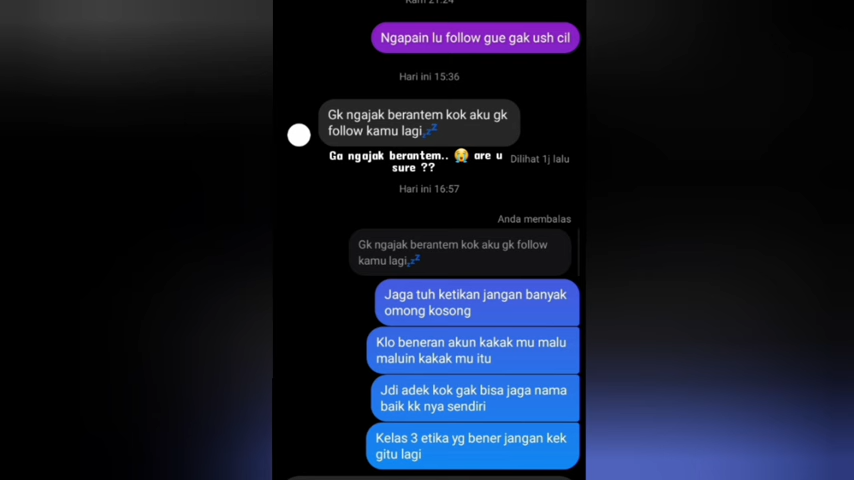 Kam 21.24
Ngapain lu follow gue gak ush cil
Hari ini 15:36
Gk ngajak berantem kok aku gk
follow kamu lagi💤
Ga ngajak berantem.. 😭 are u
sure ??
Dilihat 1j lalu
Hari ini 16:57
Anda membalas
Gk ngajak berantem kok aku gk follow
kamu lagi💤
Jaga tuh ketikan jangan banyak
omong kosong
Klo beneran akun kakak mu malu
maluin kakak mu itu
Jdi adek kok gak bisa jaga nama
baik kk nya sendiri
Kelas 3 etika yg bener jangan kek
gitu lagi